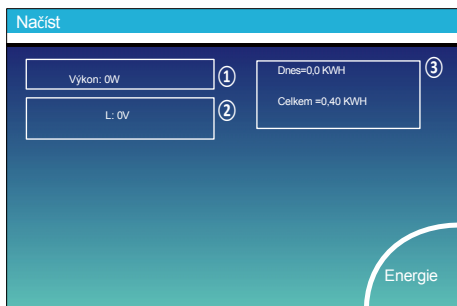 Načíst
Výkon: 0W
①
L: 0V
②
Dnes=0,0 KWH
Celkem =0,40 KWH
③
Energie